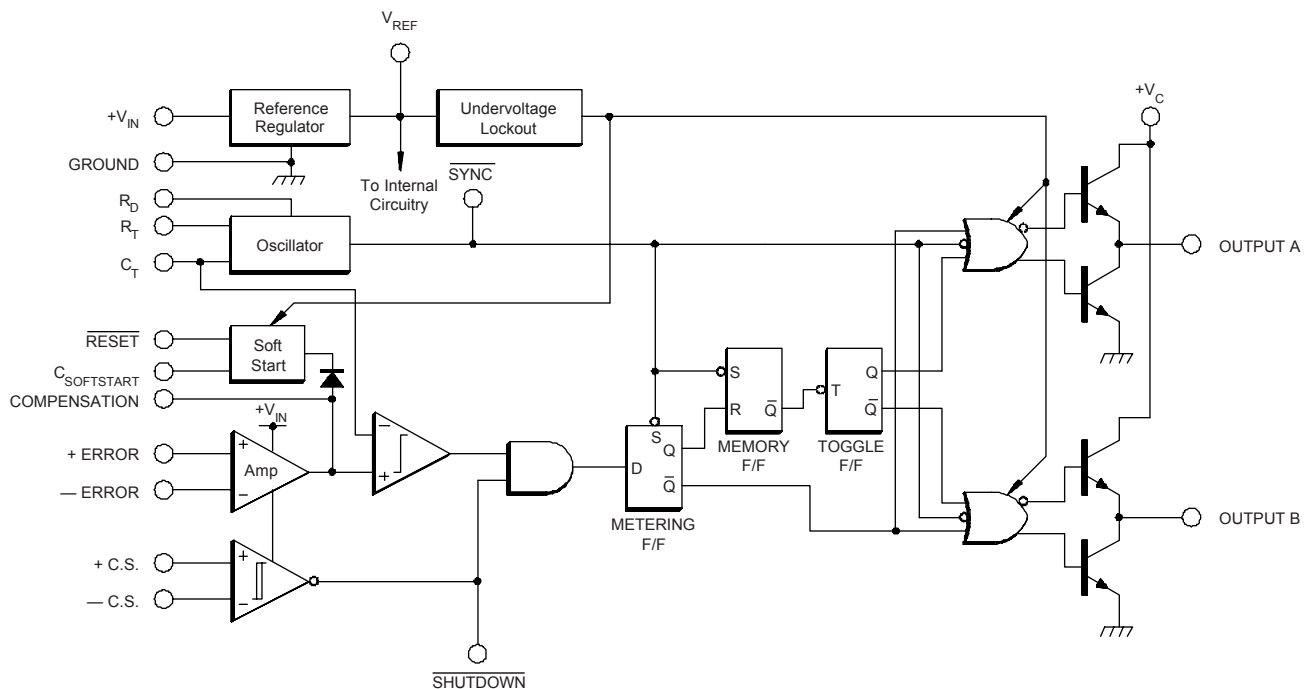 V_REF
+V_C
+V_IN
Reference
Regulator
Undervoltage
Lockout
GROUND
To Internal
Circuitry
SYNC
R_D
R_T
Oscillator
C_T
OUTPUT A
RESET
Soft
Start
C_SOFTSTART
COMPENSATION
S
R
Q
MEMORY
F/F
T
Q
Q
TOGGLE
F/F
+V_IN
+ ERROR
— ERROR
+
Amp
−
−
+
S
D
Q
Q
METERING
F/F
OUTPUT B
+ C.S.
— C.S.
+
−
SHUTDOWN